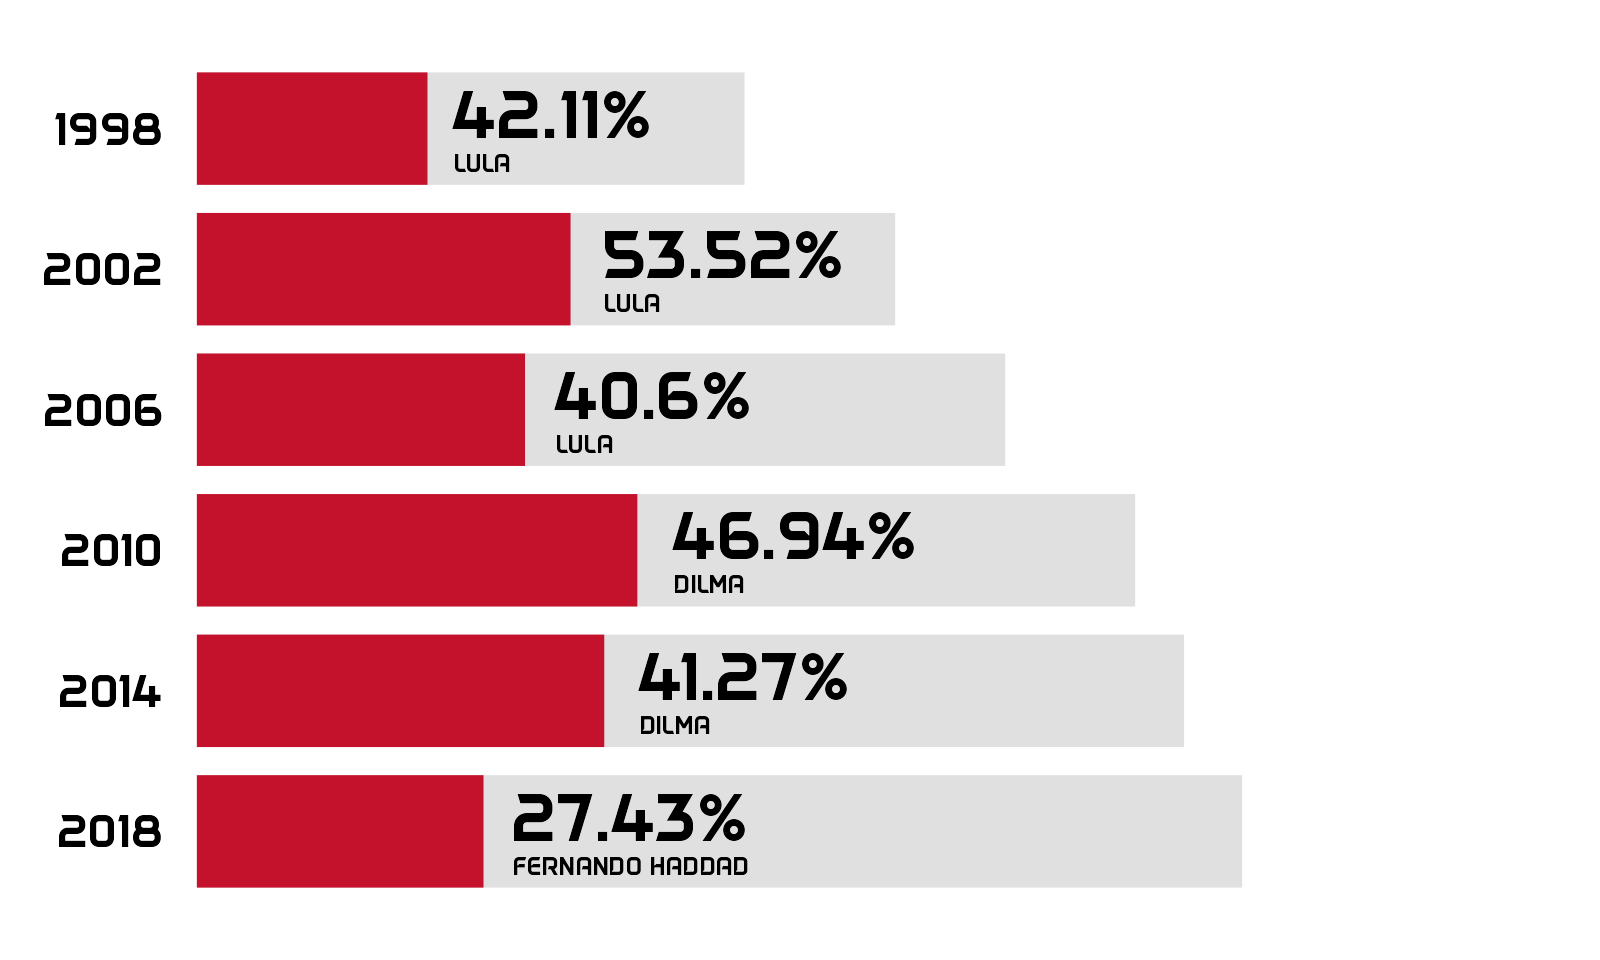 1998
42.11%
LULA
2002
53.52%
LULA
2006
40.6%
LULA
2010
46.94%
DILMA
2014
41.27%
DILMA
2018
27.43%
FERNANDO HADDAD